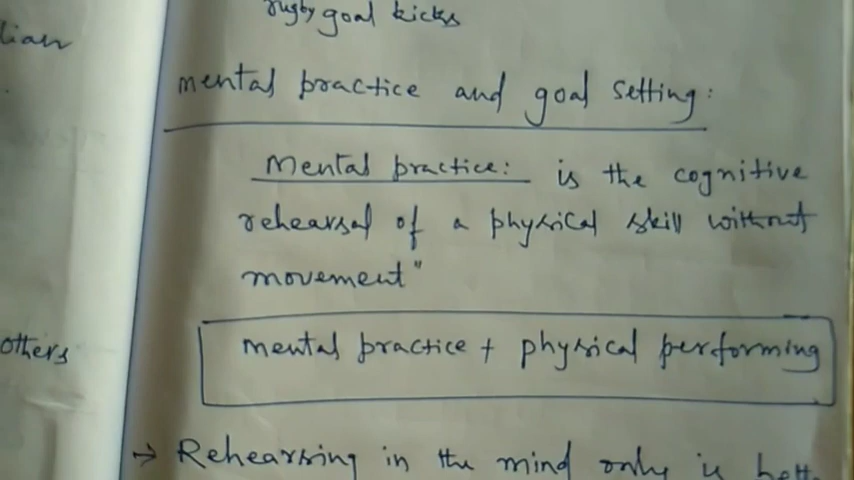 rugby goal kicks
mental practice and goal setting:
Mental practice: is the cognitive
rehearsal of a physical skill without
movement"
mental practice + physical performing
others
→ Rehearsing in the mind only is